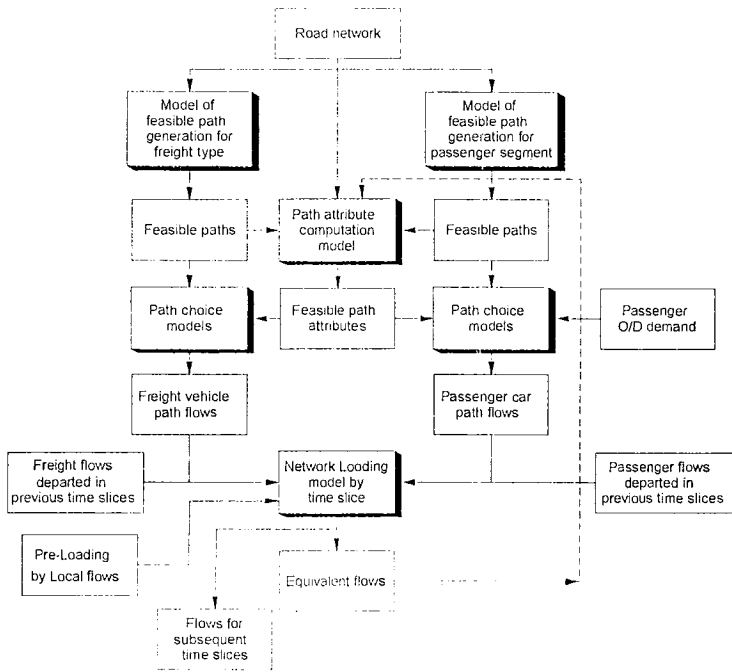 Road network
Model of
feasible path
generation for
freight type
Model of
feasible path
generation for
passenger segment
Feasible paths
Path attribute
computation
model
Feasible paths
Path choice
models
Feasible path
attributes
Path choice
models
Passenger
O/D demand
Freight vehicle
path flows
Passenger car
path flows
Freight flows
departed in
previous time slices
Network Loading
model by
time slice
Passenger flows
departed in
previous time slices
Pre-Loading
by Local flows
Equivalent flows
Flows for
subsequent
time slices